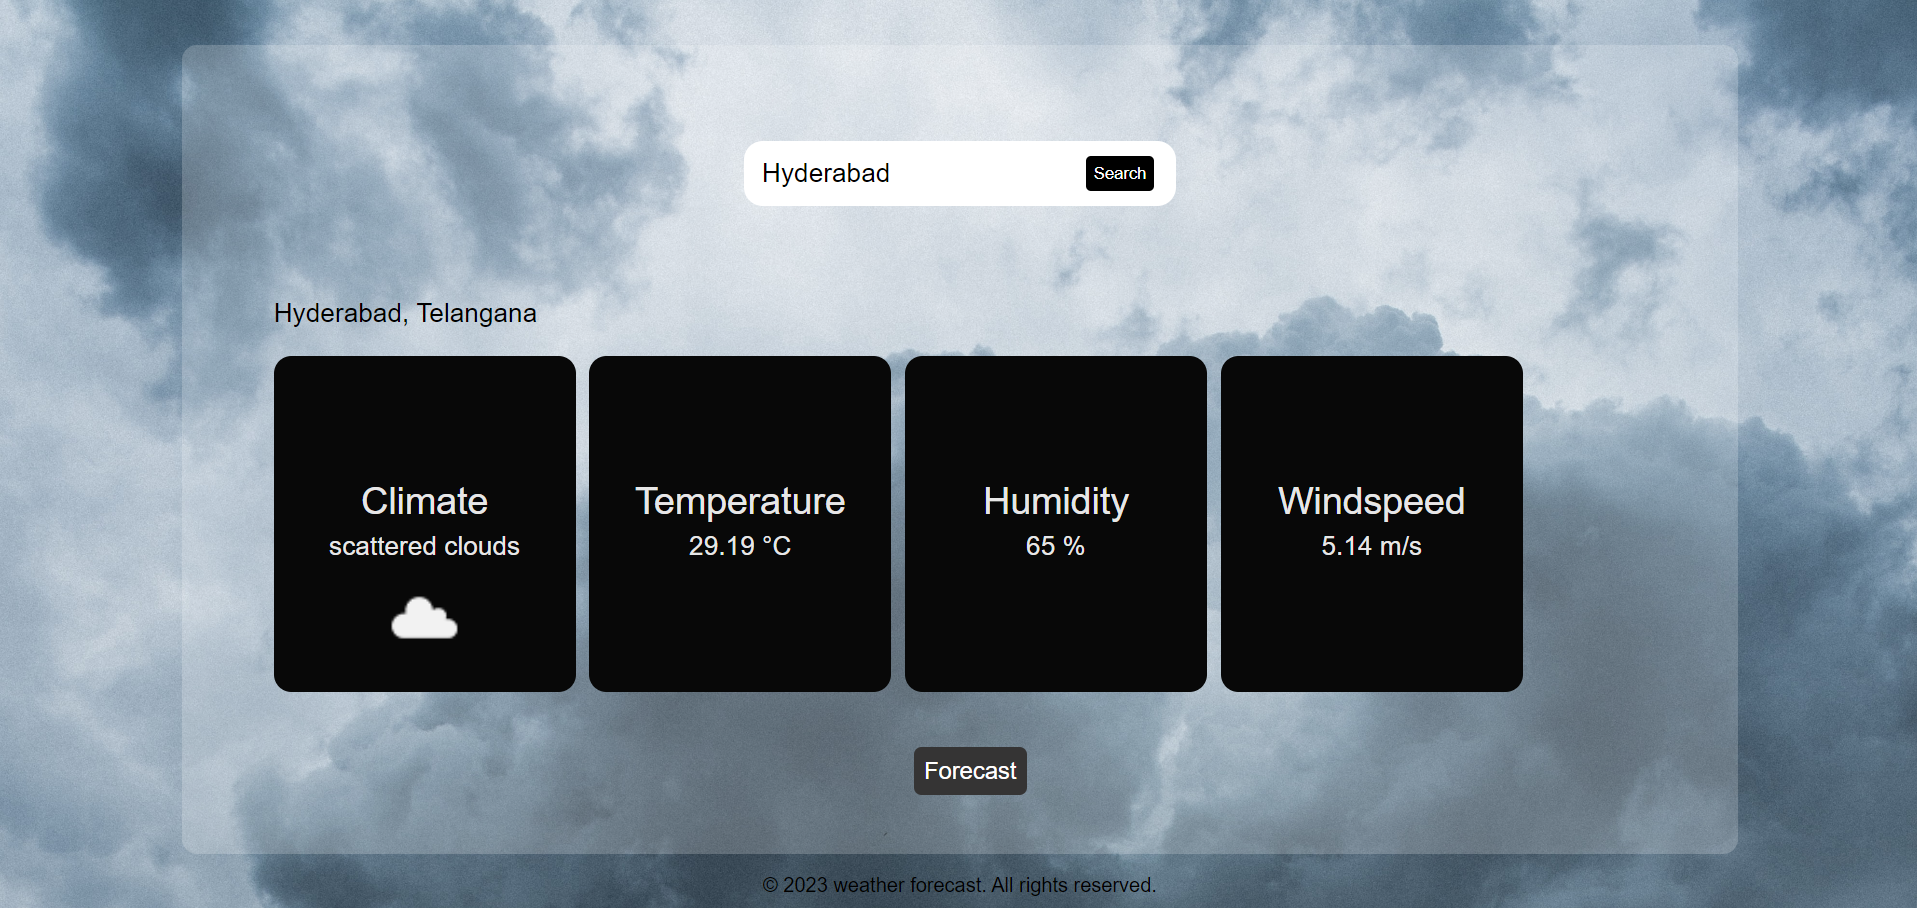 Hyderabad
Search
Hyderabad, Telangana
Climate
scattered clouds
Temperature
29.19 °C
Humidity
65 %
Windspeed
5.14 m/s
Forecast
© 2023 weather forecast. All rights reserved.